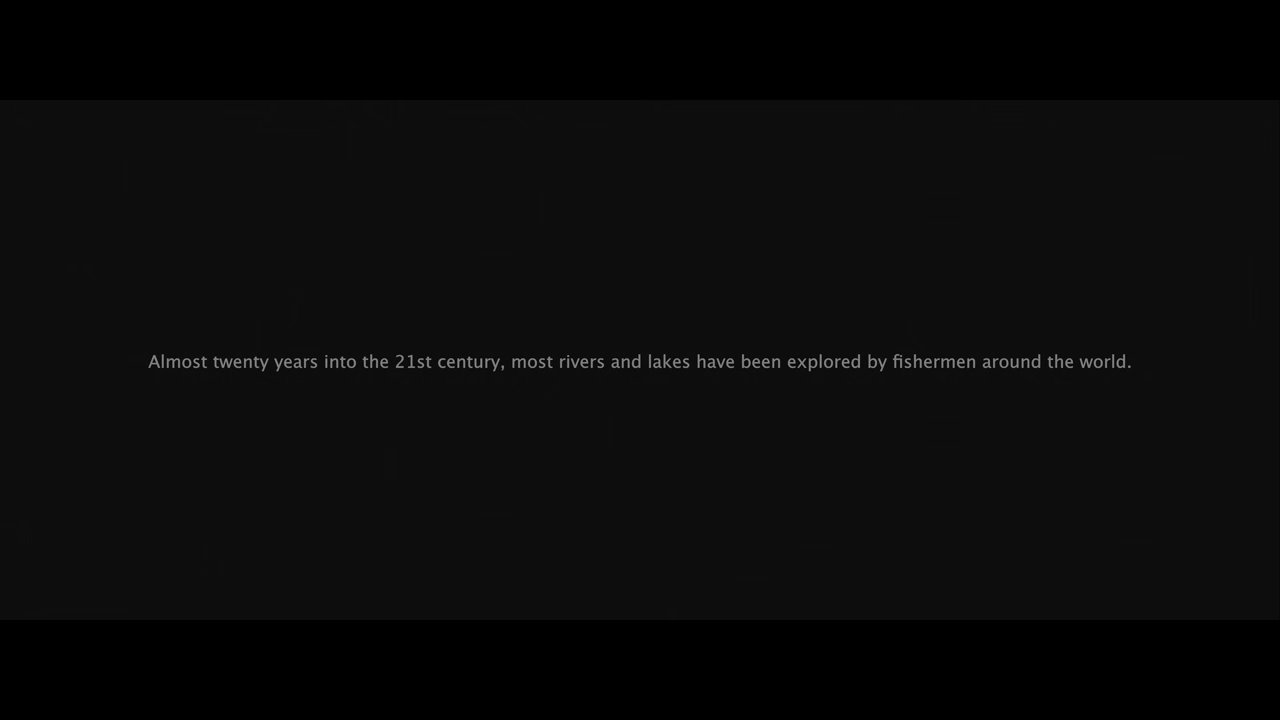 Almost twenty years into the 21st century, most rivers and lakes have been explored by fishermen around the world.